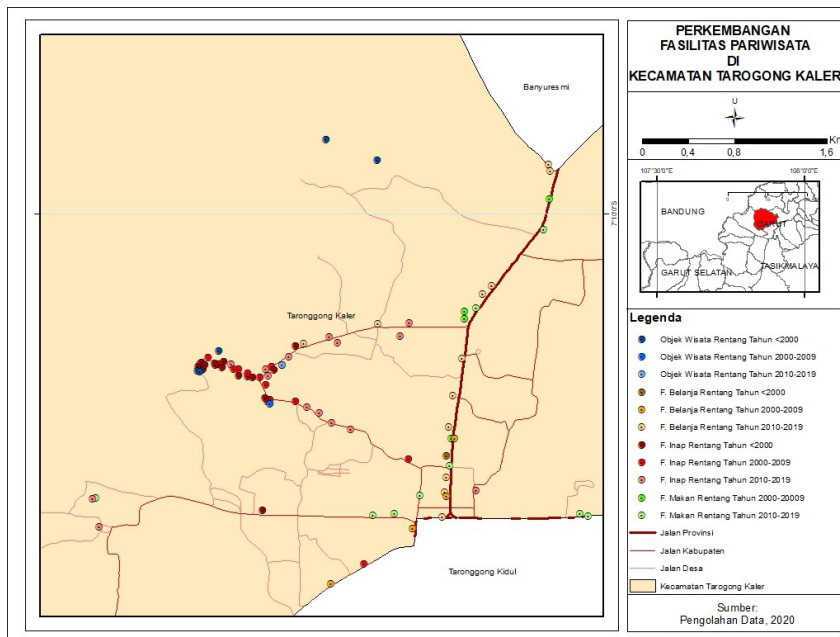 Banyuresmi
Taronggong Kaler
Taronggong Kidul
7°10'0"S
PERKEMBANGAN
FASILITAS PARIWISATA
DI
KECAMATAN TAROGONG KALER
U
Km
0 0,4 0,8 1,6
107°30'0"E 108°0'0"E
BANDUNG
GARUT
TASIKMALAYA
GARUT SELATAN
Legenda
Objek Wisata Rentang Tahun <2000
Objek Wisata Rentang Tahun 2000-2009
Objek Wisata Rentang Tahun 2010-2019
F. Belanja Rentang Tahun <2000
F. Belanja Rentang Tahun 2000-2009
F. Belanja Rentang Tahun 2010-2019
F. Inap Rentang Tahun <2000
F. Inap Rentang Tahun 2000-2009
F. Inap Rentang Tahun 2010-2019
F. Makan Rentang Tahun 2000-20009
F. Makan Rentang Tahun 2010-2019
Jalan Provinsi
Jalan Kabupaten
Jalan Desa
Kecamatan Tarogong Kaler
Sumber:
Pengolahan Data, 2020